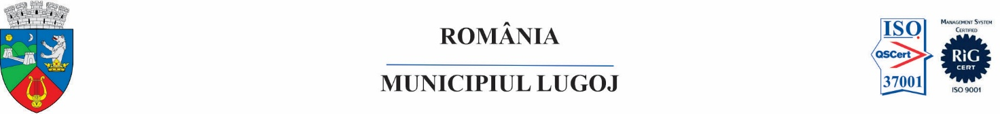 ROMÂNIA
MUNICIPIUL LUGOJ
ISO
QSCert
37001
MANAGEMENT SYSTEM
CERTIFIED
RiG
CERT
ISO 9001